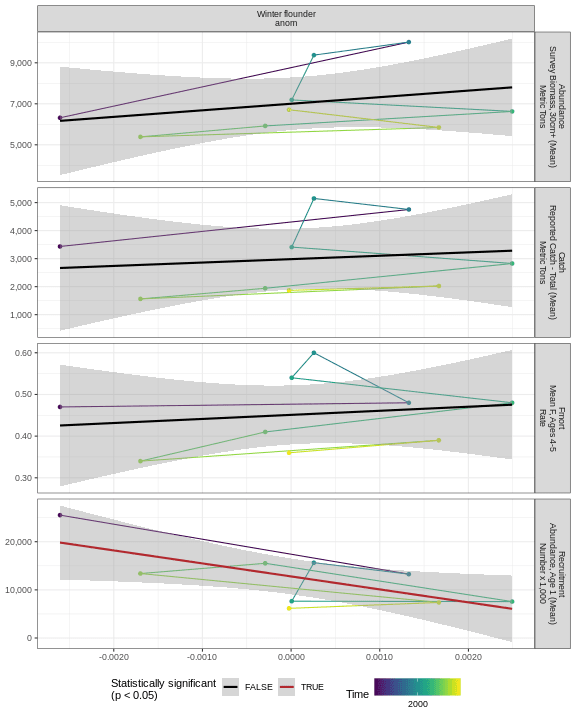 Winter flounder
anom
9,000
7,000
5,000
Abundance
Survey Biomass, 30cm+ (Mean)
Metric Tons
5,000
4,000
3,000
2,000
1,000
Catch
Reported Catch - Total (Mean)
Metric Tons
0.60
0.50
0.40
0.30
Fmort
Mean F, Ages 4-5
Rate
20,000
10,000
0
Recruitment
Abundance, Age 1 (Mean)
Number x 1,000
-0.0020 -0.0010 0.0000 0.0010 0.0020
Statistically significant
(p < 0.05)
FALSE TRUE
Time
2000